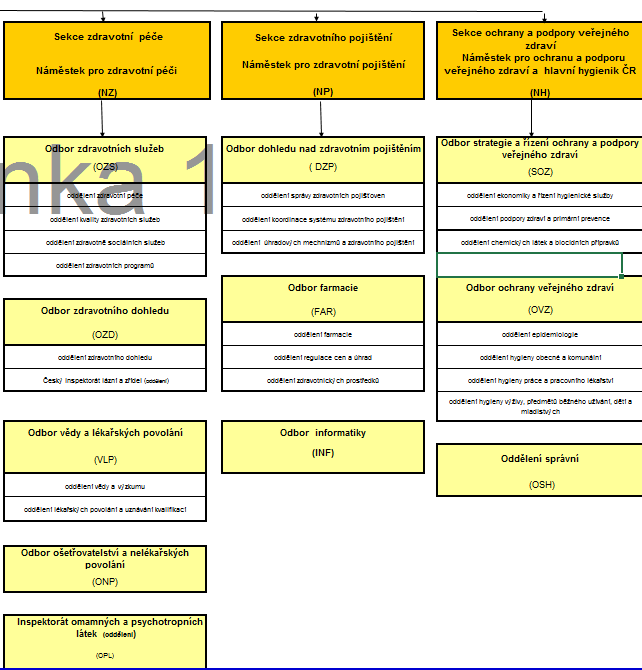 Sekce zdravotní péče
Náměstek pro zdravotní péči
(NZ)
Odbor zdravotních služeb
(OZS)
oddělení zdravotní péče
oddělení kvality zdravotních služeb
oddělení zdravotně sociálních služeb
oddělení zdravotních programů
Odbor zdravotního dohledu
(OZD)
oddělení zdravotního dohledu
Český inspektorát lázní a zřídel (oddělení)
Odbor vědy a lékařských povolání
(VLP)
oddělení vědy a výzkumu
oddělení lékařských povolání a uznávání kvalifikací
Odbor ošetřovatelství a nelékařských
povolání
(ONP)
Inspektorát omamných a psychotropních
látek (oddělení)
(OPL)
Sekce zdravotního pojištění
Náměstek pro zdravotní pojištění
(NP)
Odbor dohledu nad zdravotním pojištěním
( DZP)
oddělení správy zdravotních pojišťoven
oddělení koordinace systému zdravotního pojištění
oddělení úhradových mechnizmů a zdravotního pojištění
Odbor farmacie
(FAR)
oddělení farmacie
oddělení regulace cen a úhrad
oddělení zdravotnických prostředků
Odbor informatiky
(INF)
Sekce ochrany a podpory veřejného
zdraví
Náměstek pro ochranu a podporu
veřejného zdraví a hlavní hygienik ČR
(NH)
Odbor strategie a řízení ochrany a podpory
veřejného zdraví
(SOZ)
oddělení ekonomiky a řízení hygienické služby
oddělení podpory zdraví a primární prevence
oddělení chemických látek a biocidních přípravků
Odbor ochrany veřejného zdraví
(OVZ)
oddělení epidemiologie
oddělení hygieny obecné a komunální
oddělení hygieny práce a pracovního lékařství
oddělení hygieny výživy, předmětů běžného užívání, dětí a
mladistvých
Oddělení správní
(OSH)
nka 1